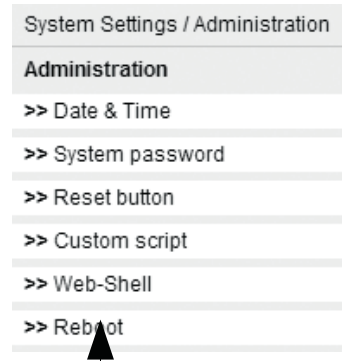 System Settings / Administration
Administration
>> Date & Time
>> System password
>> Reset button
>> Custom script
>> Web-Shell
>> Reboot